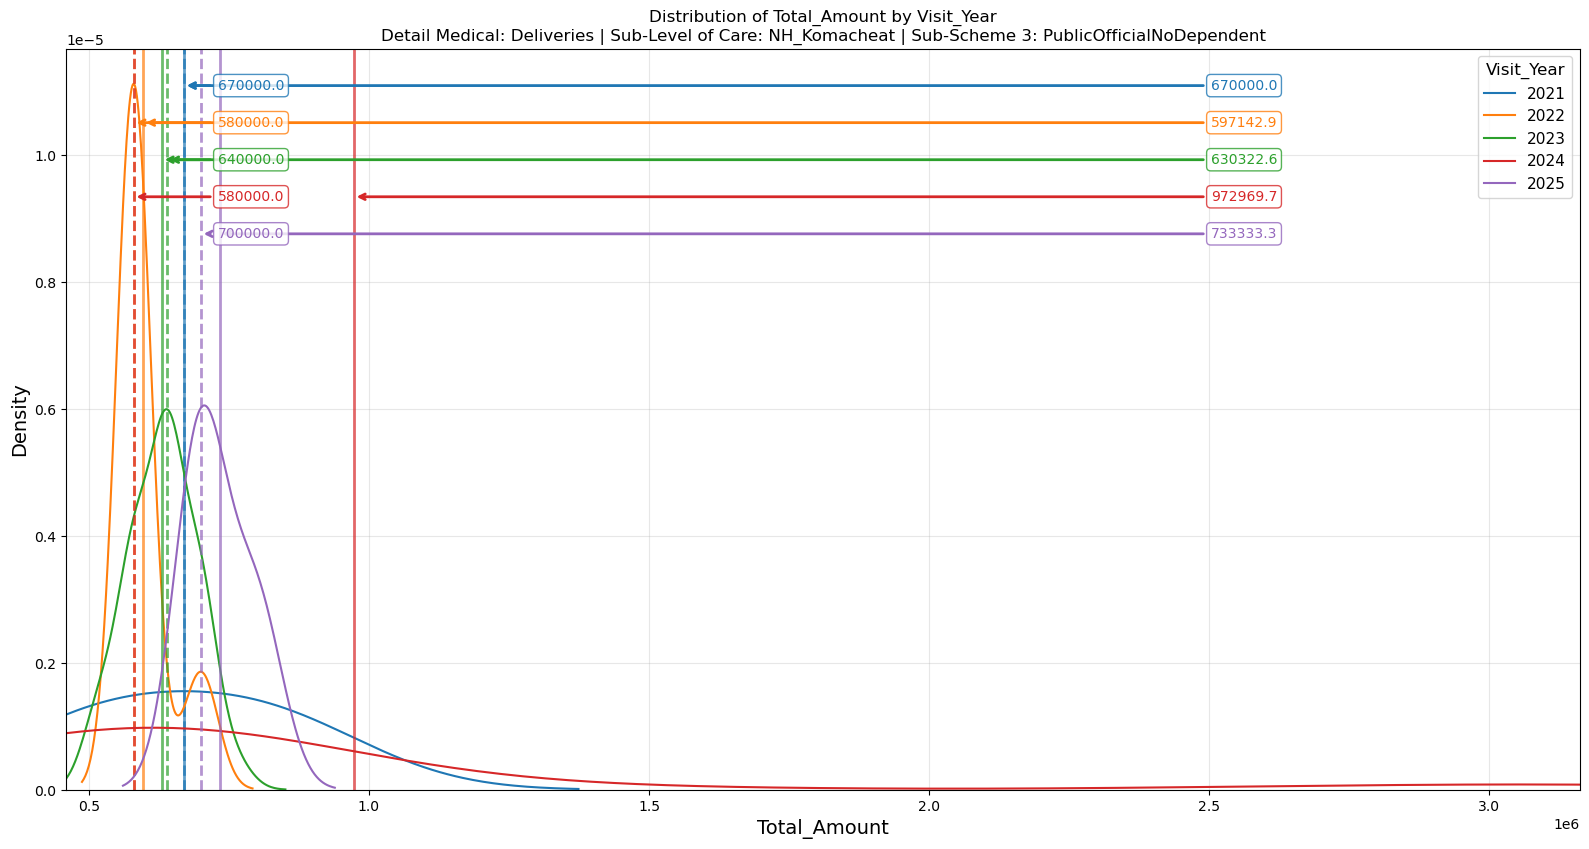 Distribution of Total_Amount by Visit_Year
Detail Medical: Deliveries | Sub-Level of Care: NH_Komacheat | Sub-Scheme 3: PublicOfficialNoDependent
1e−5
Visit_Year
2021
2022
2023
2024
2025
670000.0 670000.0
580000.0 597142.9
640000.0 630322.6
580000.0 972969.7
700000.0 733333.3
Density
1.0
0.8
0.6
0.4
0.2
0.0
0.5 1.0 1.5 2.0 2.5 3.0
1e6
Total_Amount